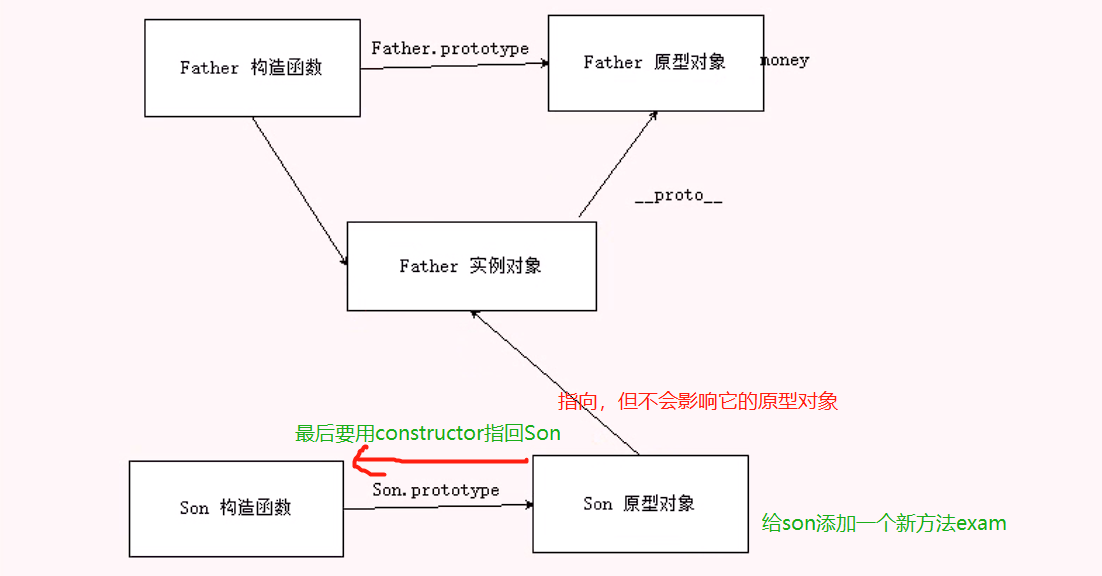 Father.prototype
Father 构造函数
Father 原型对象
money
__proto__
Father 实例对象
指向，但不会影响它的原型对象
最后要用constructor指回Son
Son.prototype
Son 构造函数
Son 原型对象
给son添加一个新方法exam